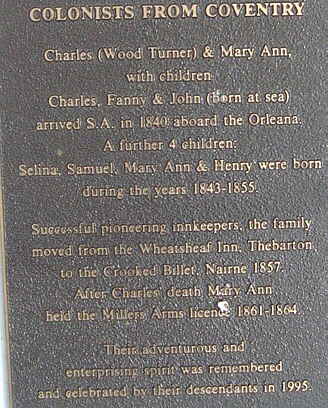 COLONISTS FROM COVENTRY
Charles (Wood Turner) & Mary Ann,
with children
Charles, Fanny & John (born at sea)
arrived S.A. in 1840 aboard the Orleana.
A further 4 children:
Selina, Samuel, Mary Ann & Henry were born
during the years 1843-1855.
Successful pioneering innkeepers, the family
moved from the Wheatsheaf Inn, Thebarton,
to the Crooked Billet, Nairne 1857.
After Charles' death Mary Ann
held the Millers Arms licence 1861-1864.
Their adventurous and
enterprising spirit was remembered
and celebrated by their descendants in 1995.